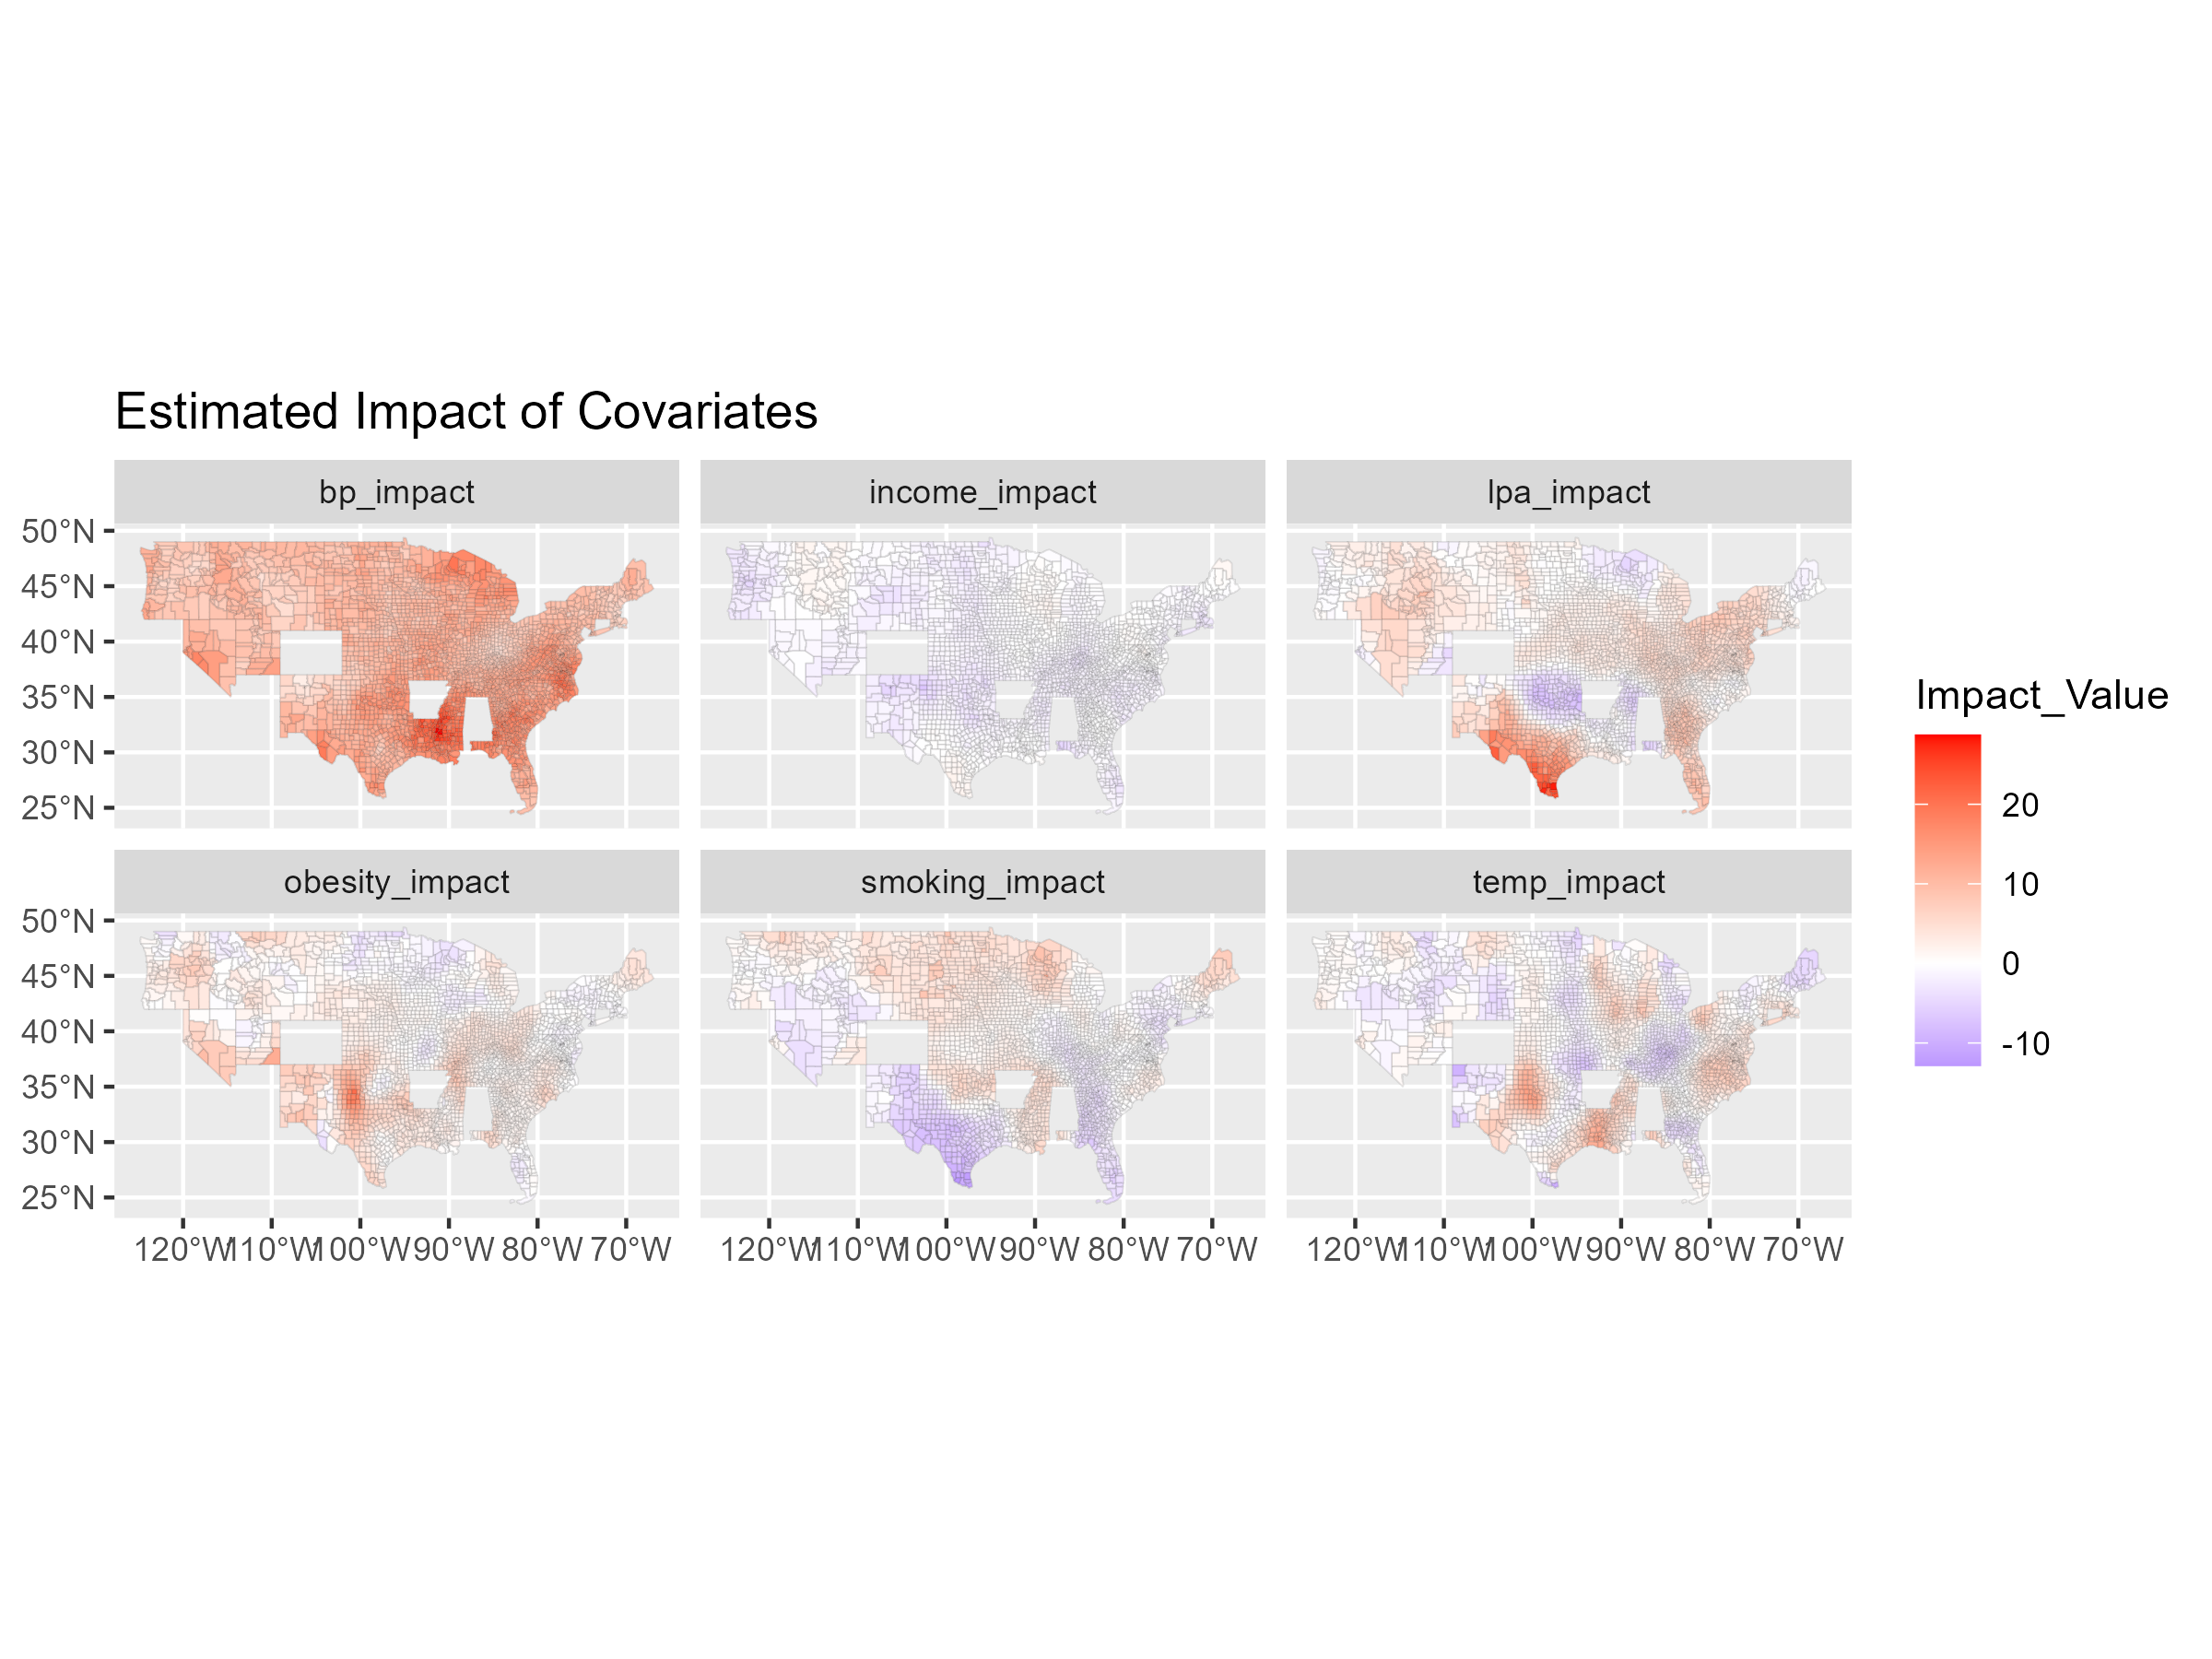 Estimated Impact of Covariates
bp_impact income_impact lpa_impact
50°N
45°N
40°N
35°N
30°N
25°N
obesity_impact smoking_impact temp_impact
50°N
45°N
40°N
35°N
30°N
25°N
120°W 110°W 100°W 90°W 80°W 70°W 120°W 110°W 100°W 90°W 80°W 70°W 120°W 110°W 100°W 90°W 80°W 70°W
Impact_Value
20
10
0
-10